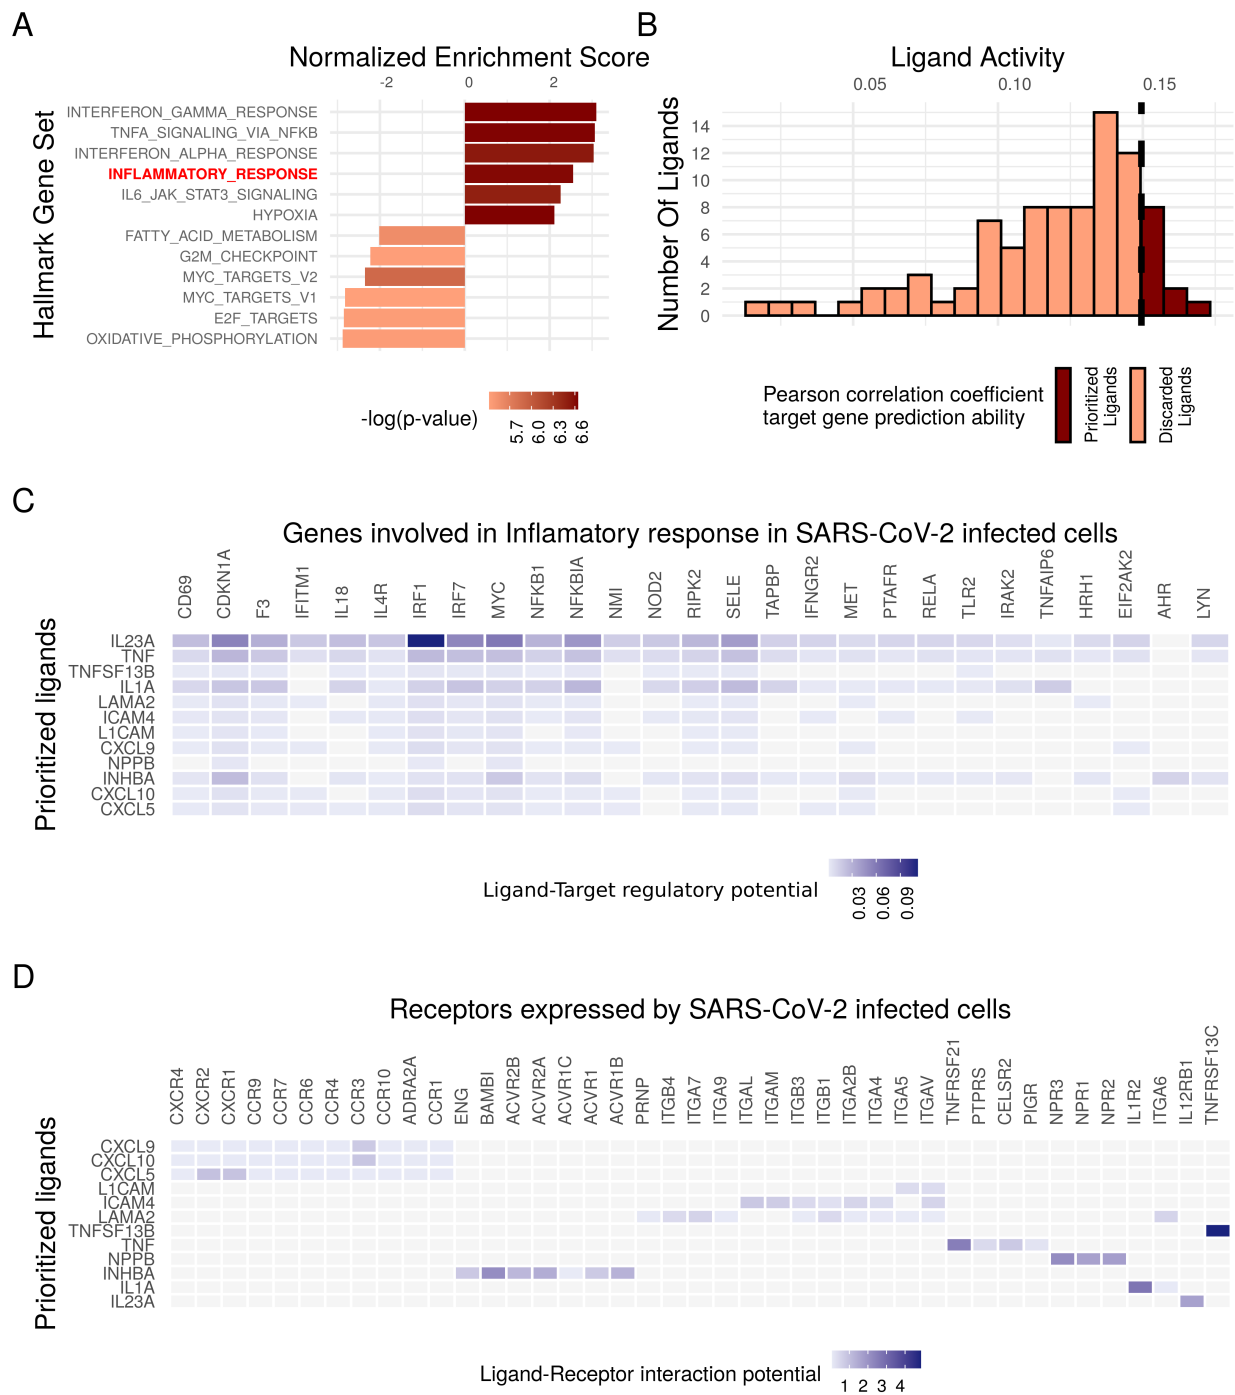 A
Normalized Enrichment Score
-2 0 2
Hallmark Gene Set
INTERFERON_GAMMA_RESPONSE
TNFA_SIGNALING_VIA_NFKB
INTERFERON_ALPHA_RESPONSE
INFLAMMATORY_RESPONSE
IL6_JAK_STAT3_SIGNALING
HYPOXIA
FATTY_ACID_METABOLISM
G2M_CHECKPOINT
MYC_TARGETS_V2
MYC_TARGETS_V1
E2F_TARGETS
OXIDATIVE_PHOSPHORYLATION
-log(p-value)
5.7 6.0 6.3 6.6
B
Ligand Activity
0.05 0.10 0.15
Number Of Ligands
14
12
10
8
6
4
2
0
Pearson correlation coefficient
target gene prediction ability
Prioritized
Ligands
Discarded
Ligands
C
Genes involved in Inflamatory response in SARS-CoV-2 infected cells
CD69 CDKN1A F3 IFITM1 IL18 IL4R IRF1 IRF7 MYC NFKB1 NFKBIA NMI NOD2 RIPK2 SELE TAPBP IFNGR2 MET PTAFR RELA TLR2 IRAK2 TNFAIP6 HRH1 EIF2AK2 AHR LYN
Prioritized ligands
IL23A
TNF
TNFSF13B
IL1A
LAMA2
ICAM4
L1CAM
CXCL9
NPPB
INHBA
CXCL10
CXCL5
Ligand-Target regulatory potential
0.03 0.06 0.09
D
Receptors expressed by SARS-CoV-2 infected cells
CXCR4 CXCR2 CXCR1 CCR9 CCR7 CCR6 CCR4 CCR3 CCR10 ADRA2A CCR1 ENG BAMBI ACVR2B ACVR2A ACVR1C ACVR1 ACVR1B PRNP ITGB4 ITGA7 ITGA9 ITGAL ITGAM ITGB3 ITGB1 ITGA2B ITGA4 ITGA5 ITGAV TNFRSF21 PTPRS CELSR2 PIGR NPR3 NPR1 NPR2 IL1R2 ITGA6 IL12RB1 TNFRSF13C
Prioritized ligands
CXCL9
CXCL10
CXCL5
L1CAM
ICAM4
LAMA2
TNFSF13B
TNF
NPPB
INHBA
IL1A
IL23A
Ligand-Receptor interaction potential
1 2 3 4